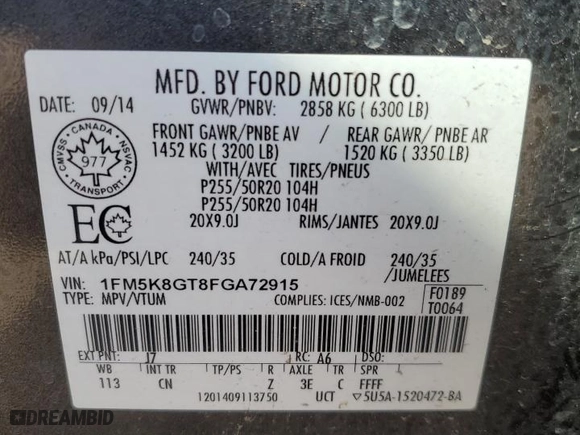 MFD. BY FORD MOTOR CO.
DATE: 09/14 GVWR/PNBV: 2858 KG ( 6300 LB)
FRONT GAWR/PNBE AV / REAR GAWR/ PNBE AR
1452 KG ( 3200 LB) 1520 KG ( 3350 LB)
WITH/AVEC TIRES/PNEUS
P255/50R20 104H
P255/50R20 104H
20X9.0J RIMS/JANTES 20X9.0J
CANADA
CMVSS NSVAC
977
TRANSPORT
EC
AT/A kPa/PSI/LPC 240/35 COLD/A FROID 240/35
/JUMELEES
VIN: 1FM5K8GT8FGA72915
TYPE: MPV/VTUM COMPLIES: ICES/NMB-002
F0189
T0064
EXT PNT: J7 RC: A6 DSO:
WB INT TR TP/PS R AXLE TR SPR
113 CN Z 3E C FFFF
1201409113750 UCT ▽5U5A-1520472-BA
DREAMBID